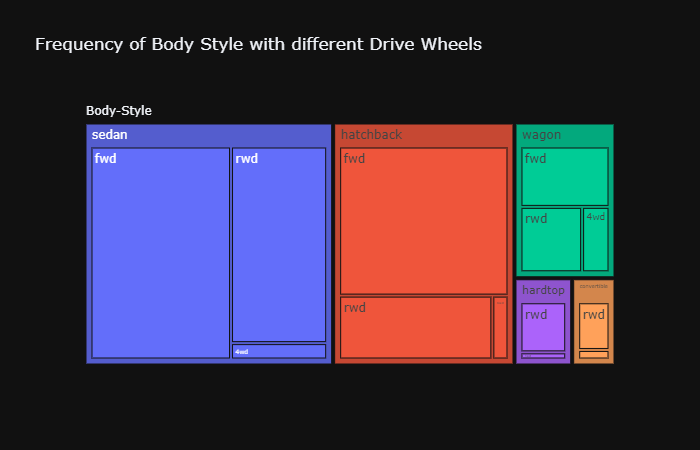 Frequency of Body Style with different Drive Wheels
Body-Style
sedan
fwd
rwd
4wd
hatchback
fwd
rwd
...
wagon
fwd
rwd
4wd
hardtop
rwd
convertible
rwd